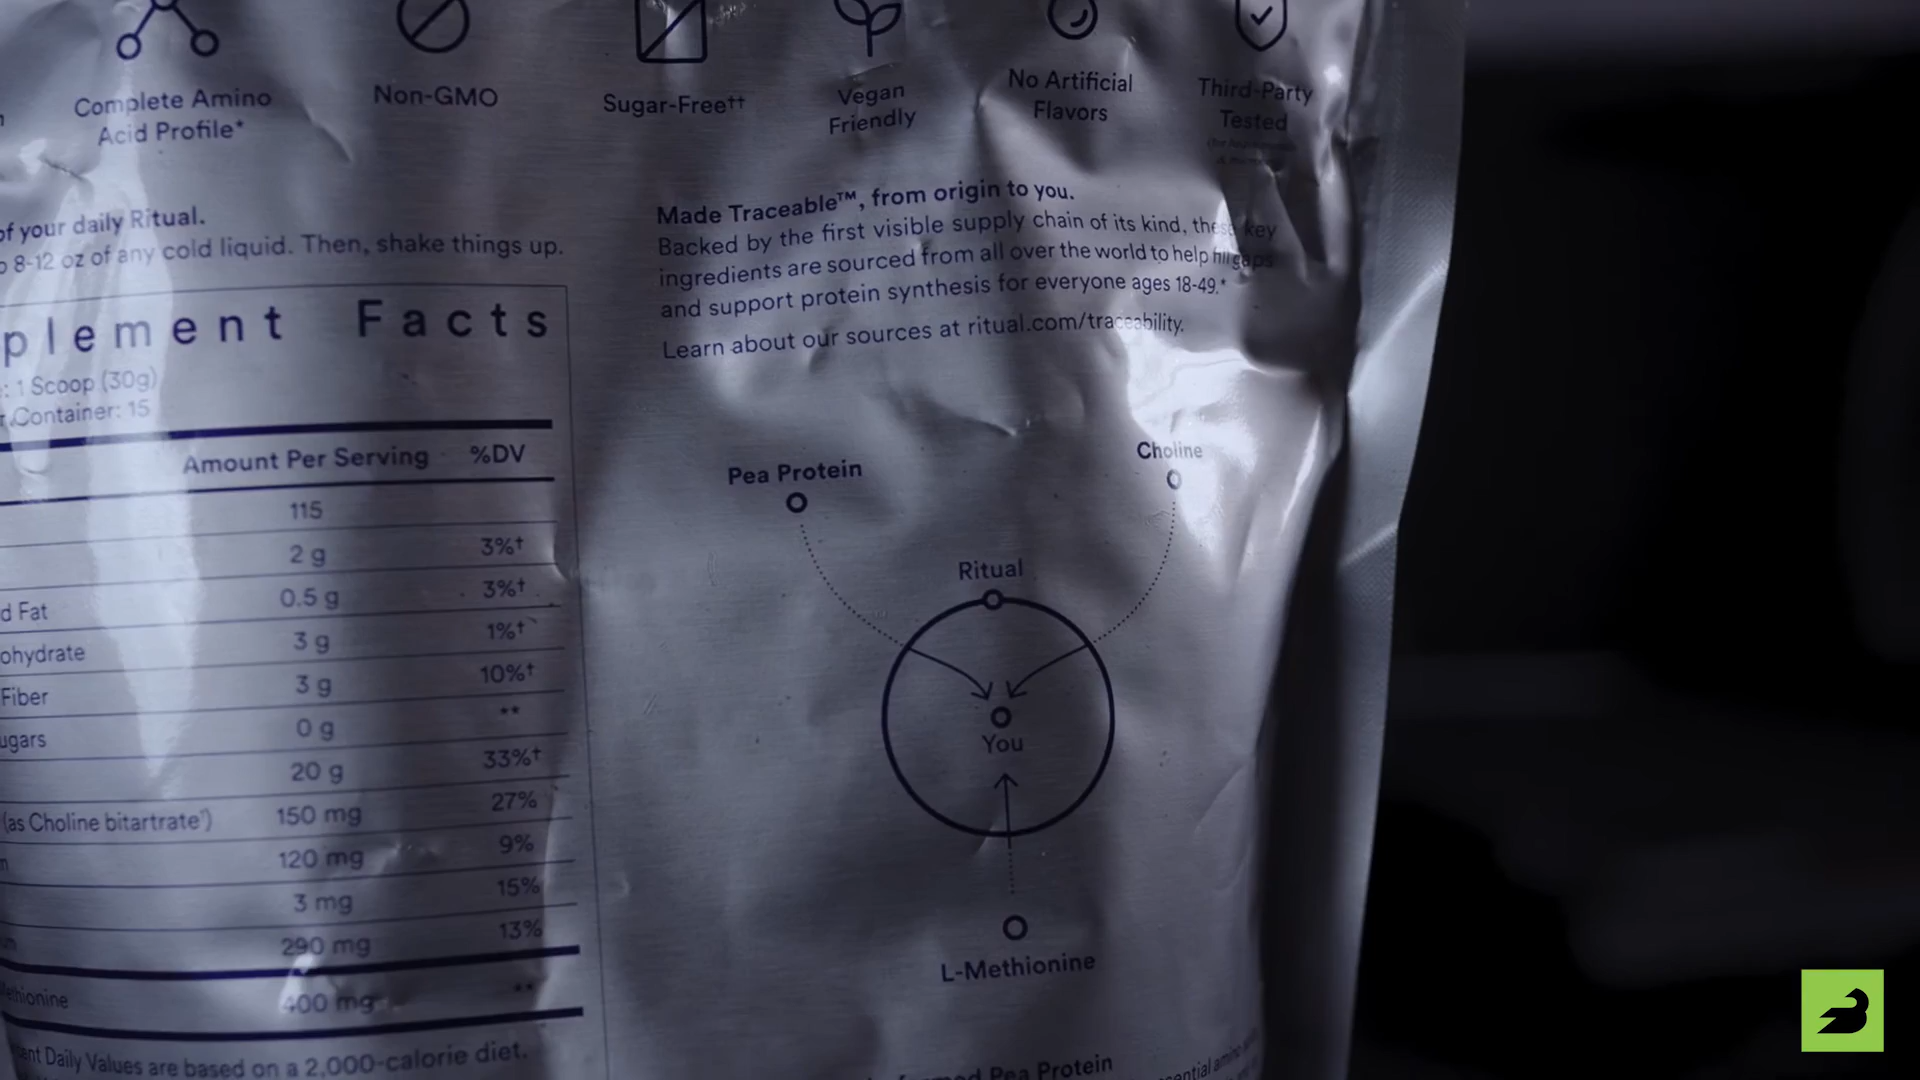 Complete Amino
Acid Profile*
Non-GMO
Sugar-Free††
Vegan
Friendly
No Artificial
Flavors
Third-Party
Tested
of your daily Ritual.
8-12 oz of any cold liquid. Then, shake things up.
Made Traceable™, from origin to you.
Backed by the first visible supply chain of its kind, these key
ingredients are sourced from all over the world to help fill gaps
and support protein synthesis for everyone ages 18-49.*
Learn about our sources at ritual.com/traceability.
plement Facts
: 1 Scoop (30g)
r Container: 15
Amount Per Serving %DV
115
2 g 3%†
d Fat 0.5 g 3%†
ohydrate 3 g 1%†
Fiber 3 g 10%†
ugars 0 g **
20 g 33%†
(as Choline bitartrate¹) 150 mg 27%
120 mg 9%
3 mg 15%
290 mg 13%
ethionine 400 mg **
ent Daily Values are based on a 2,000-calorie diet.
Pea Protein
Choline
Ritual
You
L-Methionine
Pea Protein